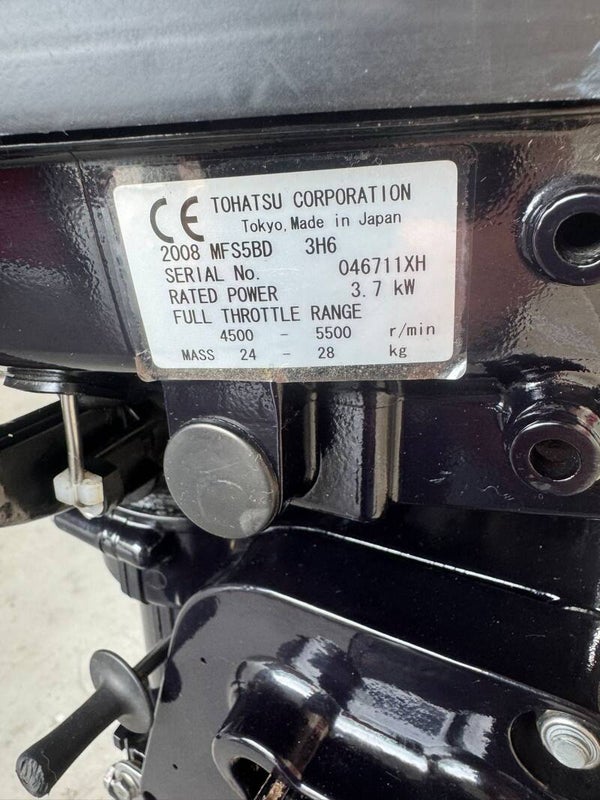 CE TOHATSU CORPORATION
Tokyo, Made in Japan
2008 MFS5BD 3H6
SERIAL No. 046711XH
RATED POWER 3.7 kW
FULL THROTTLE RANGE
4500 - 5500 r/min
MASS 24 - 28 kg